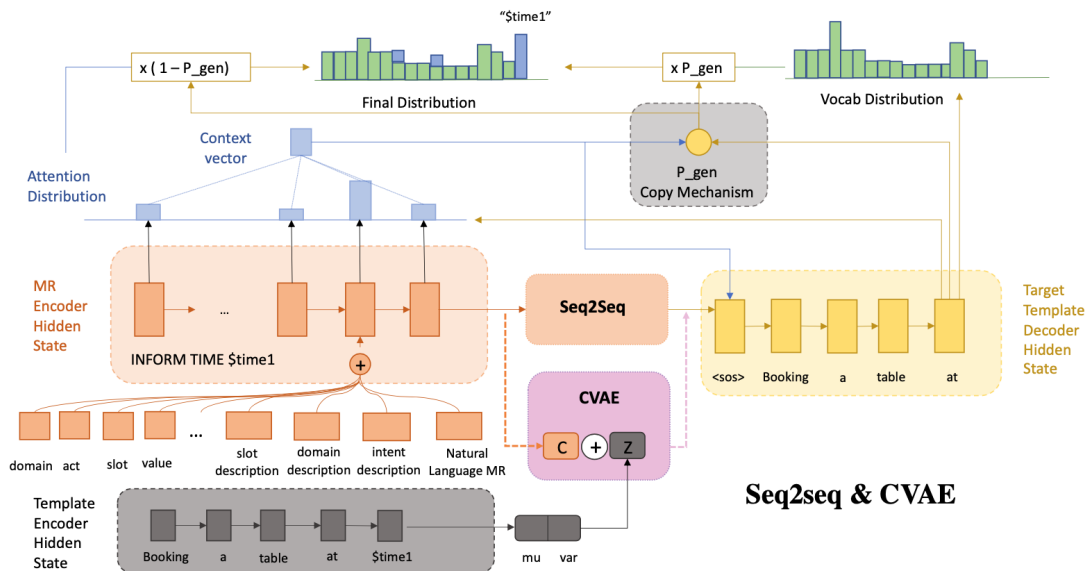 “$time1”
x ( 1 – P_gen)
x P_gen
Final Distribution
Vocab Distribution
Context
vector
P_gen
Copy Mechanism
Attention
Distribution
MR
Encoder
Hidden
State
...
INFORM TIME $time1
+
Seq2Seq
<sos>
Booking
a
table
at
Target
Template
Decoder
Hidden
State
CVAE
C
+
Z
...
domain
act
slot
value
slot
description
domain
description
intent
description
Natural
Language MR
Seq2seq & CVAE
Template
Encoder
Hidden
State
Booking
a
table
at
$time1
mu
var